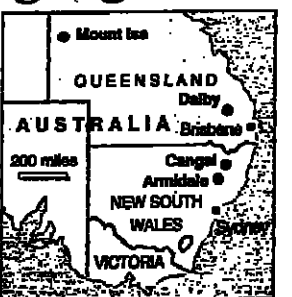 Mount Isa
QUEENSLAND
Dalby
AUSTRALIA
Brisbane
200 miles
Cangai
Armidale
NEW SOUTH
WALES
Sydney
VICTORIA